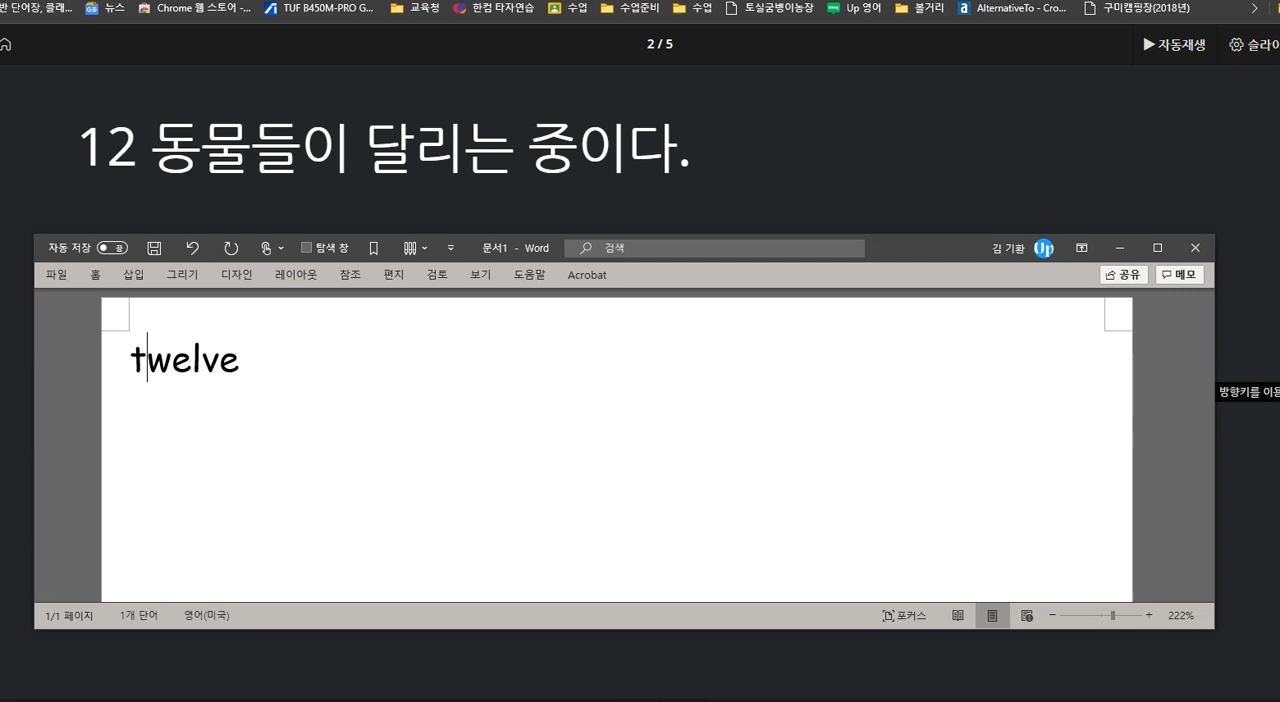 반 단어장, 클래... 뉴스 Chrome 웹 스토어 -... TUF B450M-PRO G... 교육청 한컴 타자연습 수업 수업준비 수업 토실굼벵이농장 Up 영어 볼거리 AlternativeTo - Cro... 구미캠핑장(2018년)
2 / 5 자동재생 슬라이
12 동물들이 달리는 중이다.
자동 저장 끔 탐색 창 문서1 - Word 검색 김 기환 Up
파일 홈 삽입 그리기 디자인 레이아웃 참조 편지 검토 보기 도움말 Acrobat 공유 메모
twelve
방향키를 이용
1/1 페이지 1개 단어 영어(미국) 포커스 222%